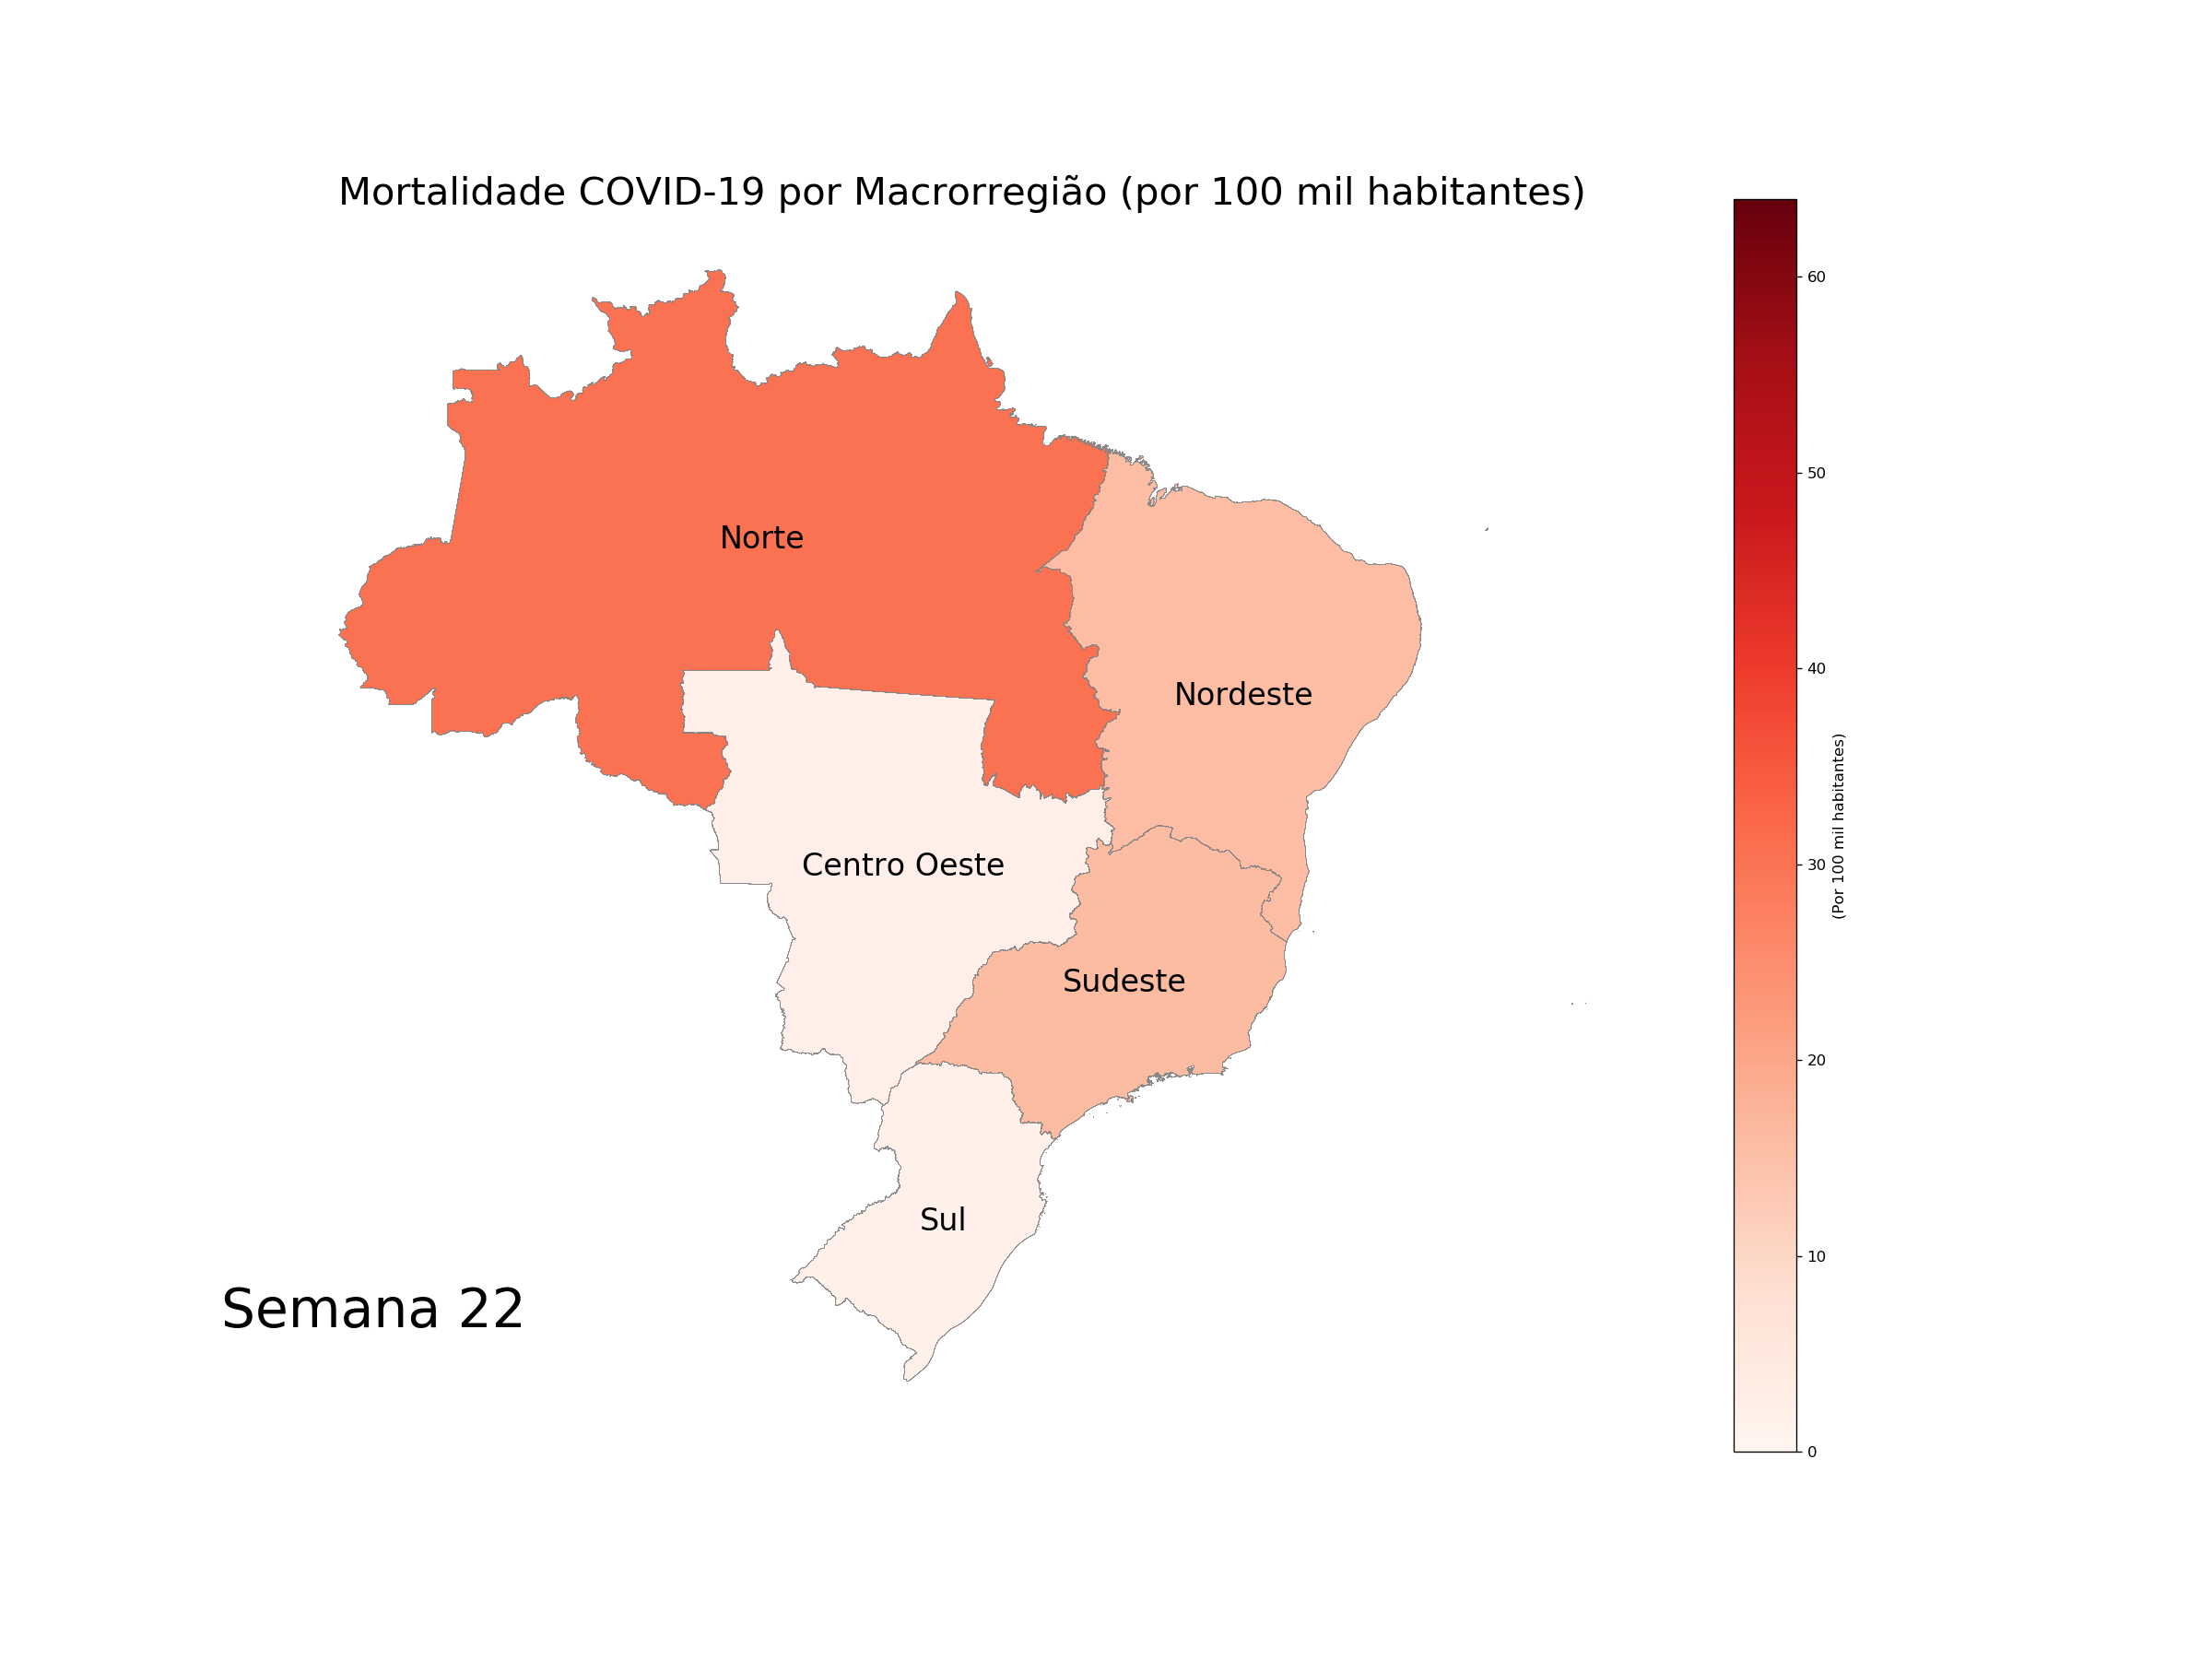 Mortalidade COVID-19 por Macrorregião (por 100 mil habitantes)
Norte
Nordeste
Centro Oeste
Sudeste
Sul
Semana 22
60
50
40
30
20
10
0
(Por 100 mil habitantes)